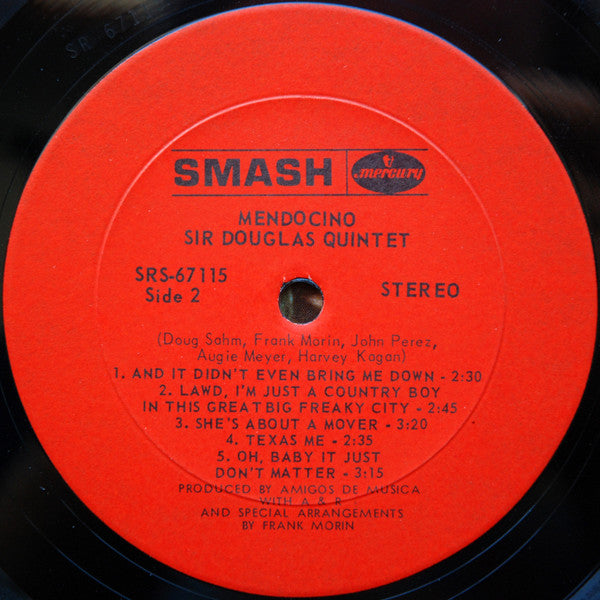 SR 671
SMASH mercury
MENDOCINO
SIR DOUGLAS QUINTET
SRS-67115
Side 2
STEREO
(Doug Sahm, Frank Morin, John Perez,
Augie Meyer, Harvey Kagan)
1. AND IT DIDN'T EVEN BRING ME DOWN - 2:30
2. LAWD, I'M JUST A COUNTRY BOY
IN THIS GREAT BIG FREAKY CITY - 2:45
3. SHE'S ABOUT A MOVER - 3:20
4. TEXAS ME - 2:35
5. OH, BABY IT JUST
DON'T MATTER - 3:15
PRODUCED BY AMIGOS DE MUSICA
WITH A & R
AND SPECIAL ARRANGEMENTS
BY FRANK MORIN